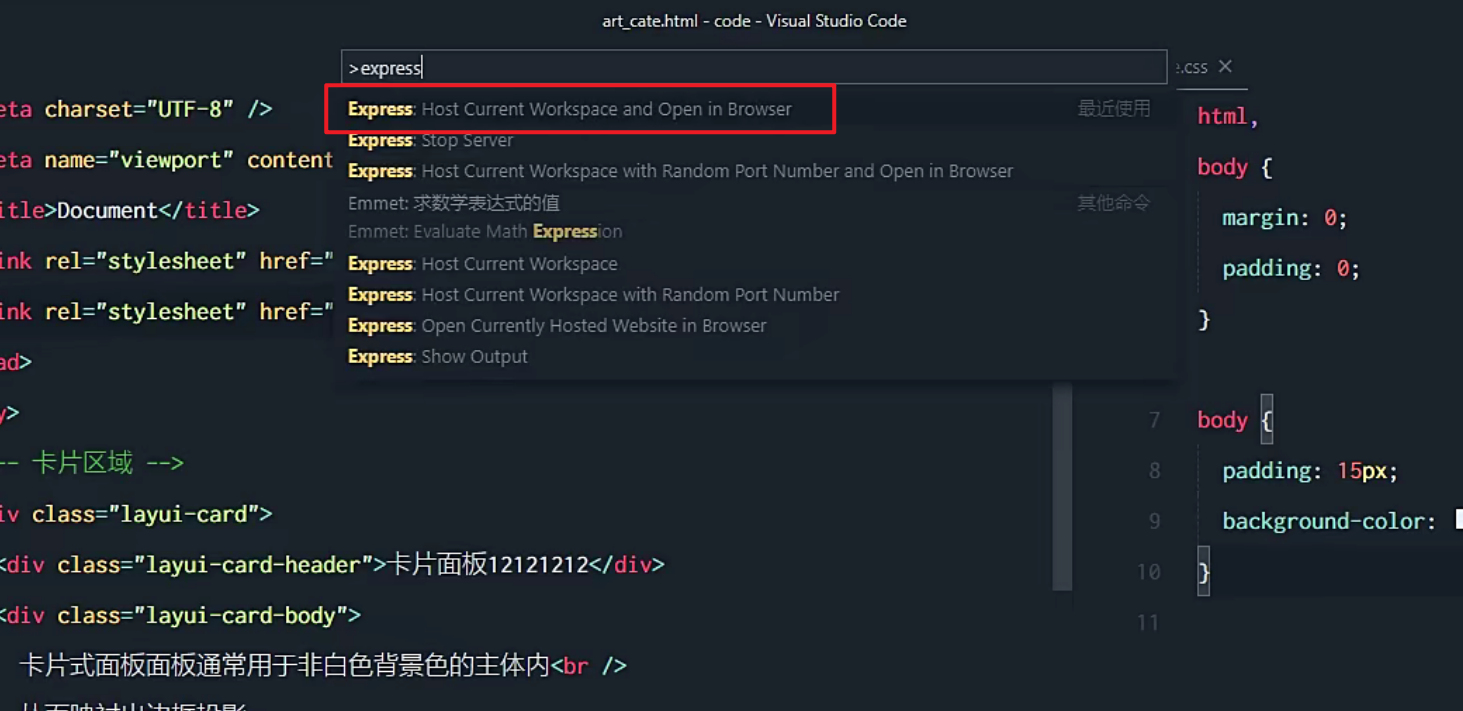 art_cate.html - code - Visual Studio Code
>express
.css ✕
Express: Host Current Workspace and Open in Browser 最近使用
Express: Stop Server
Express: Host Current Workspace with Random Port Number and Open in Browser
Emmet: 求数学表达式的值 其他命令
Emmet: Evaluate Math Expression
Express: Host Current Workspace
Express: Host Current Workspace with Random Port Number
Express: Open Currently Hosted Website in Browser
Express: Show Output
eta charset="UTF-8" />
eta name="viewport" content
itle>Document</title>
ink rel="stylesheet" href="
ink rel="stylesheet" href="
ad>
y>
-- 卡片区域 -->
iv class="layui-card">
<div class="layui-card-header">卡片面板12121212</div>
<div class="layui-card-body">
卡片式面板面板通常用于非白色背景色的主体内<br />
html,
body {
margin: 0;
padding: 0;
}
7 body {
8 padding: 15px;
9 background-color:
10 }
11